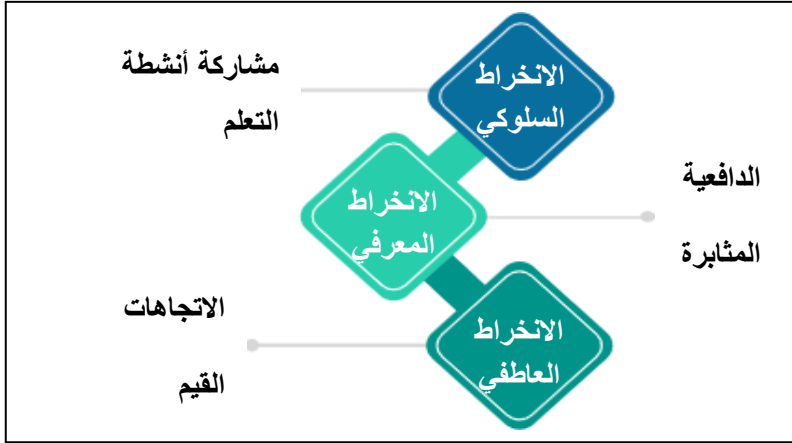 الانخراط
السلوكي
مشاركة أنشطة
التعلم
الانخراط
المعرفي
الدافعية
المثابرة
الانخراط
العاطفي
الاتجاهات
القيم